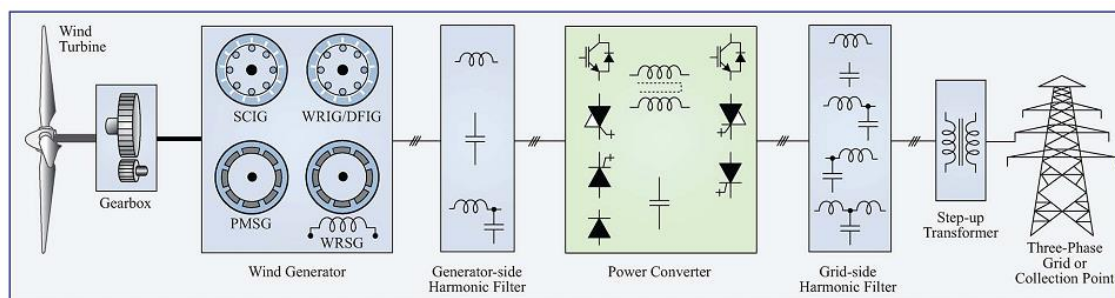 Wind
Turbine
Gearbox
SCIG
WRIG/DFIG
PMSG
WRSG
Wind Generator
Generator-side
Harmonic Filter
Power Converter
Grid-side
Harmonic Filter
Step-up
Transformer
Three-Phase
Grid or
Collection Point